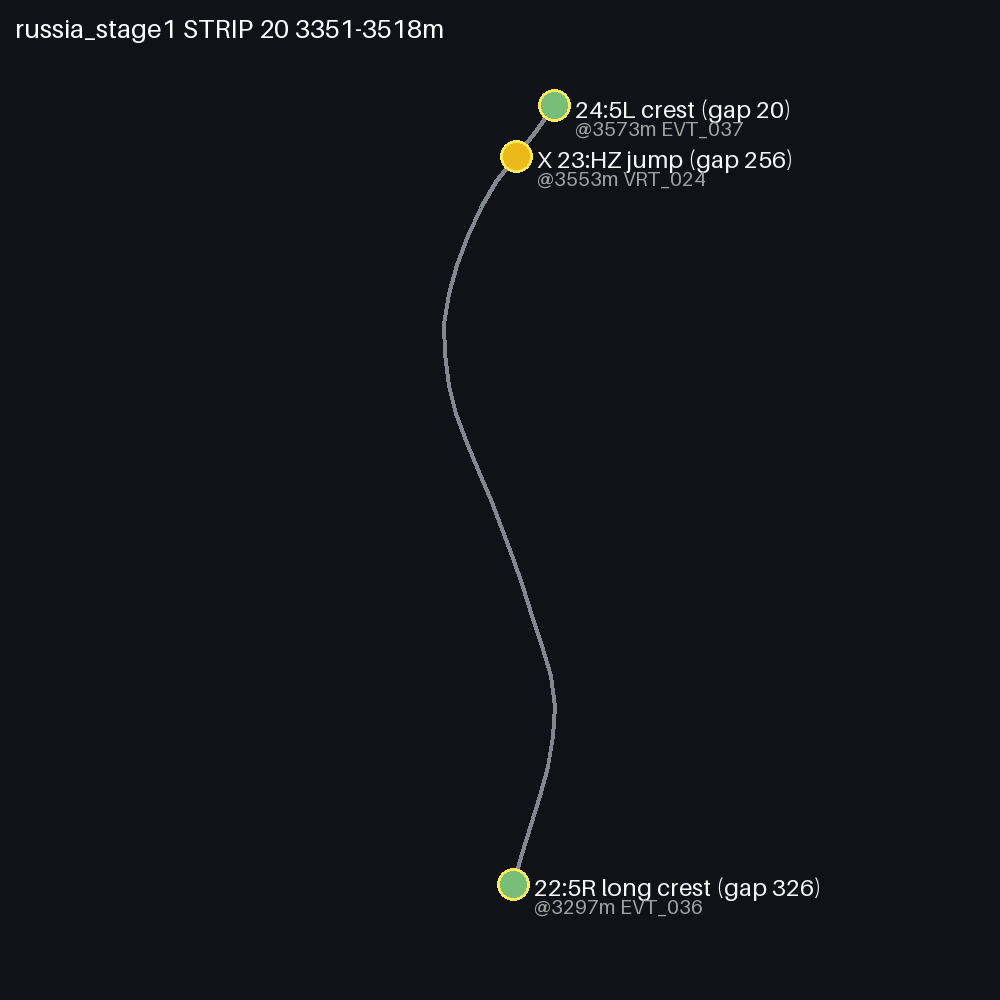 russia_stage1 STRIP 20 3351-3518m
24:5L crest (gap 20)
@3573m EVT_037
X 23:HZ jump (gap 256)
@3553m VRT_024
22:5R long crest (gap 326)
@3297m EVT_036